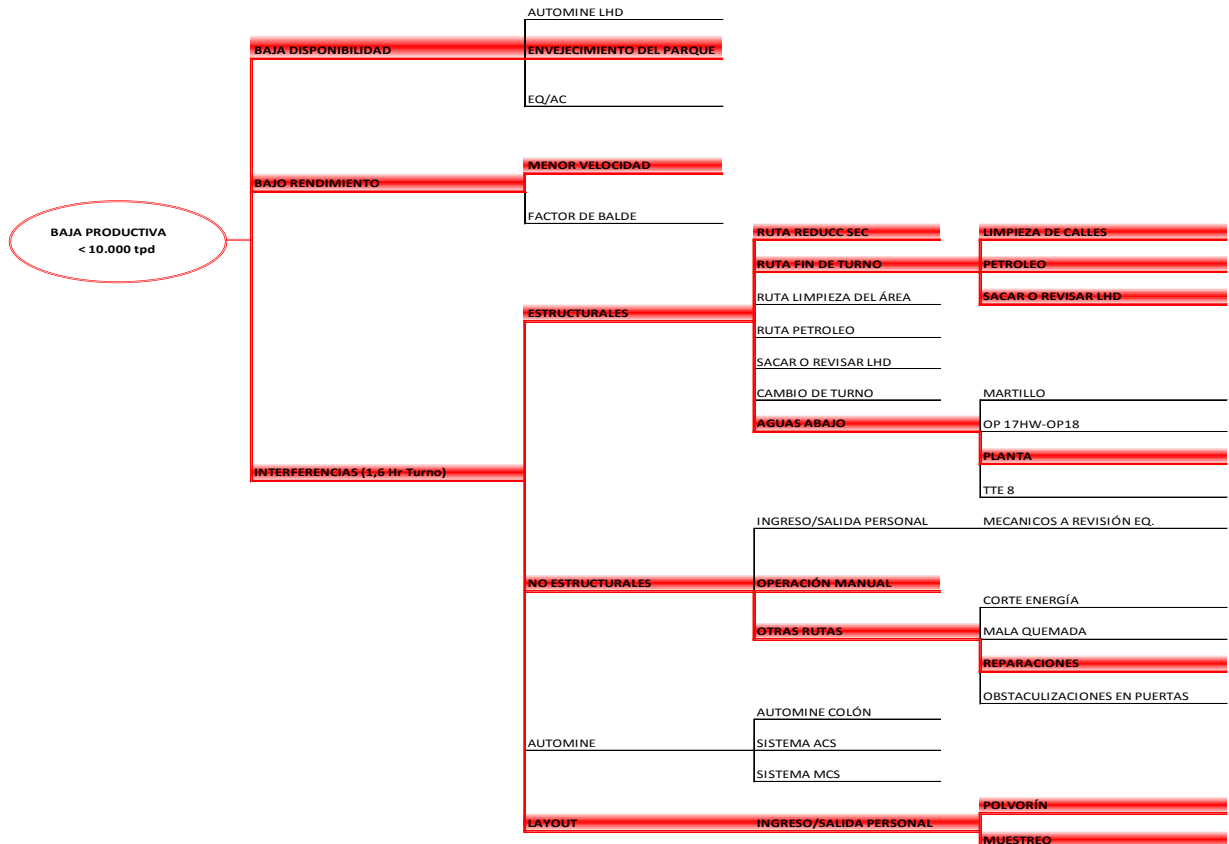 AUTOMINE LHD
BAJA DISPONIBILIDAD
ENVEJECIMIENTO DEL PARQUE
EQ/AC
MENOR VELOCIDAD
BAJO RENDIMIENTO
FACTOR DE BALDE
BAJA PRODUCTIVA
< 10.000 tpd
RUTA REDUCC SEC
LIMPIEZA DE CALLES
RUTA FIN DE TURNO
PETROLEO
RUTA LIMPIEZA DEL ÁREA
SACAR O REVISAR LHD
ESTRUCTURALES
RUTA PETROLEO
SACAR O REVISAR LHD
CAMBIO DE TURNO
MARTILLO
AGUAS ABAJO
OP 17HW-OP18
PLANTA
INTERFERENCIAS (1,6 Hr Turno)
TTE 8
INGRESO/SALIDA PERSONAL
MECANICOS A REVISIÓN EQ.
NO ESTRUCTURALES
OPERACIÓN MANUAL
CORTE ENERGÍA
OTRAS RUTAS
MALA QUEMADA
REPARACIONES
OBSTACULIZACIONES EN PUERTAS
AUTOMINE COLÓN
AUTOMINE
SISTEMA ACS
SISTEMA MCS
POLVORÍN
LAYOUT
INGRESO/SALIDA PERSONAL
MUESTREO